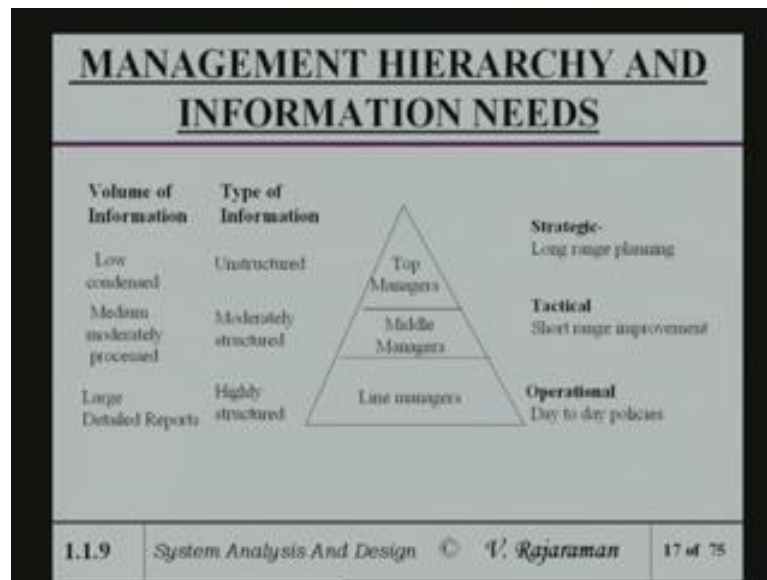 MANAGEMENT HIERARCHY AND
INFORMATION NEEDS
Volume of
Information
Type of
Information
Low
condensed
Unstructured
Top
Managers
Strategic-
Long range planning
Medium
moderately
processed
Moderately
structured
Middle
Managers
Tactical
Short range improvement
Large
Detailed Reports
Highly
structured
Line managers
Operational
Day to day policies
1.1.9
System Analysis And Design © V. Rajaraman
17 of 75